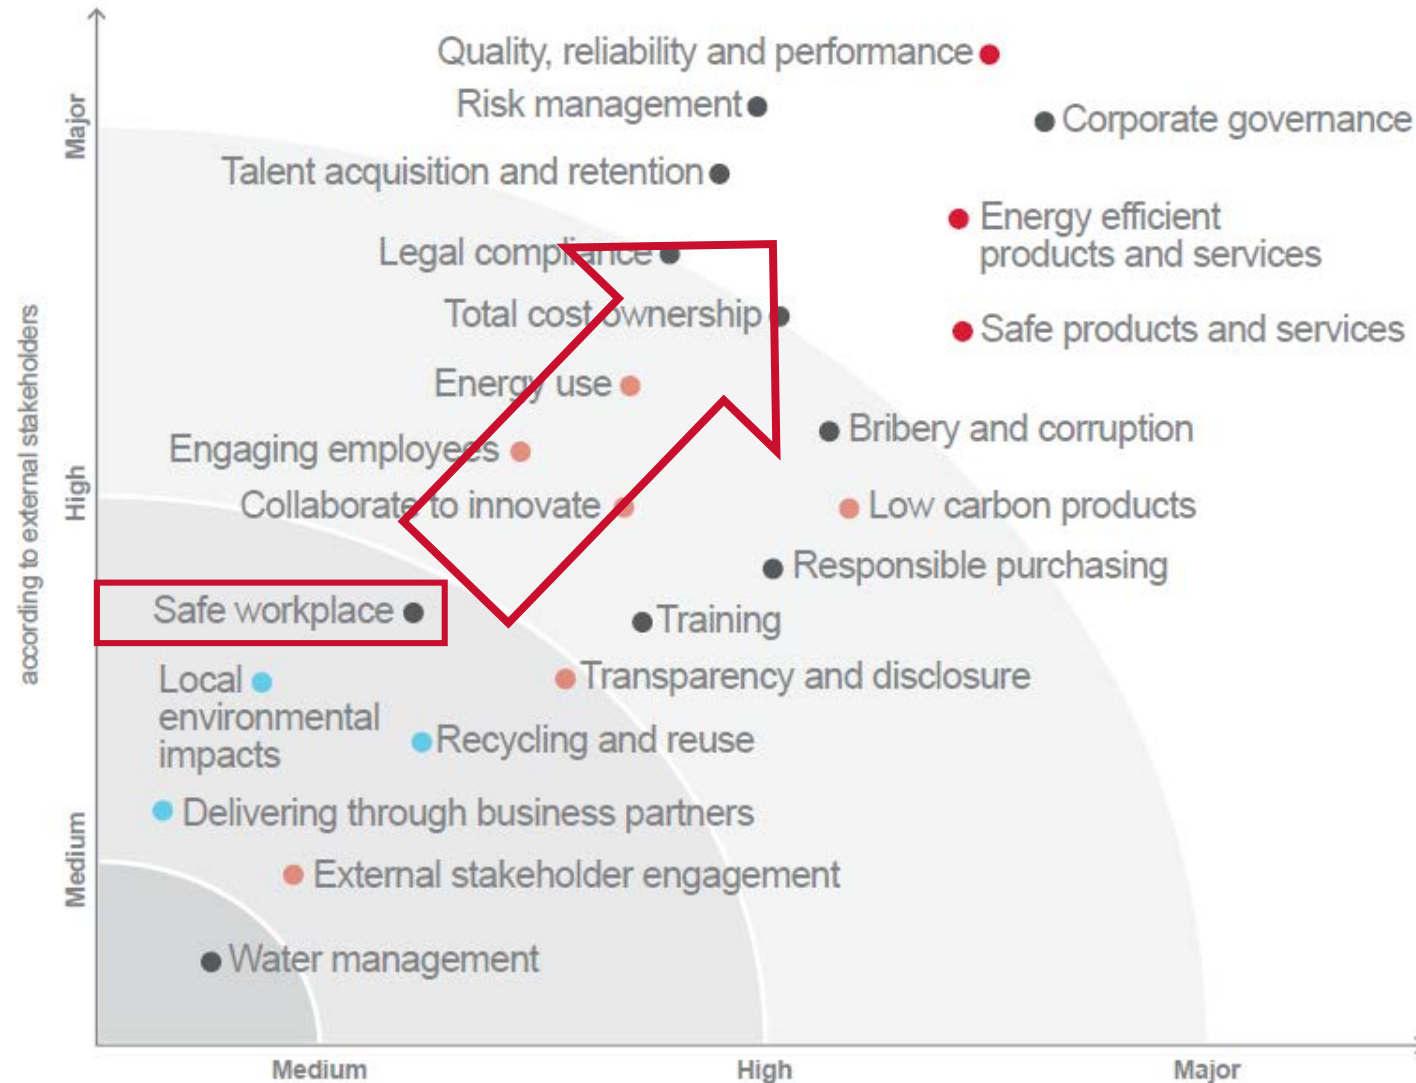 Quality, reliability and performance
Major
Risk management
Corporate governance
Talent acquisition and retention
Energy efficient
products and services
Legal compliance
Total cost ownership
Safe products and services
according to external stakeholders
Energy use
Bribery and corruption
Engaging employees
High
Collaborate to innovate
Low carbon products
Responsible purchasing
Safe workplace
Training
Local
environmental
impacts
Transparency and disclosure
Recycling and reuse
Medium
Delivering through business partners
External stakeholder engagement
Water management
Medium
High
Major